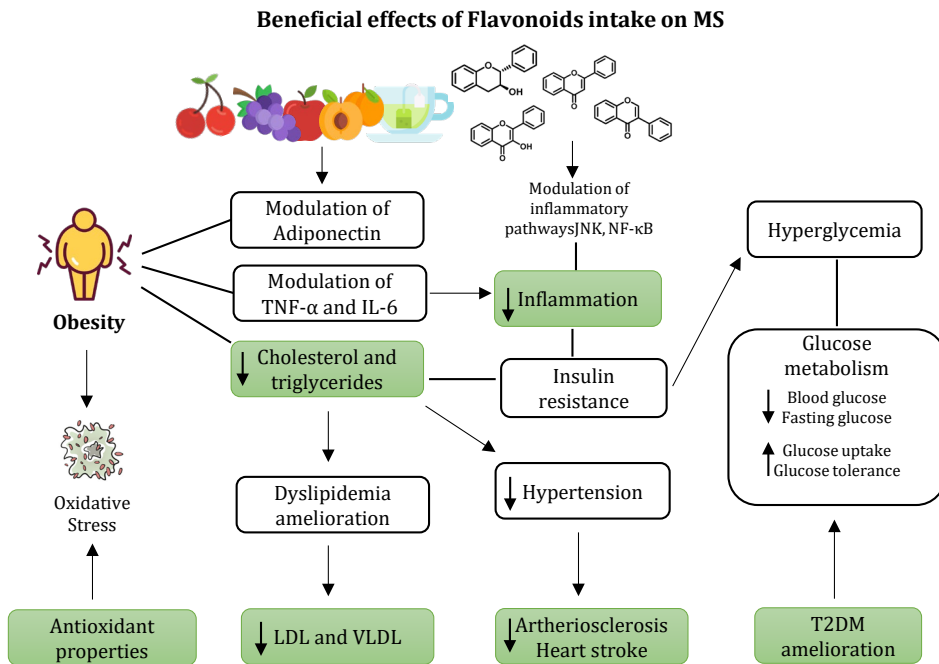 Beneficial effects of Flavonoids intake on MS
OH
O
O
O
O
O
OH
O
O
Modulation of
inflammatory
pathwaysJNK, NF-κB
Modulation of
Adiponectin
Hyperglycemia
Modulation of
TNF-α and IL-6
Inflammation
Obesity
Cholesterol and
triglycerides
Insulin
resistance
Glucose
metabolism
Blood glucose
Fasting glucose
Glucose uptake
Glucose tolerance
Oxidative
Stress
Dyslipidemia
amelioration
Hypertension
Antioxidant
properties
LDL and VLDL
Artheriosclerosis
Heart stroke
T2DM
amelioration